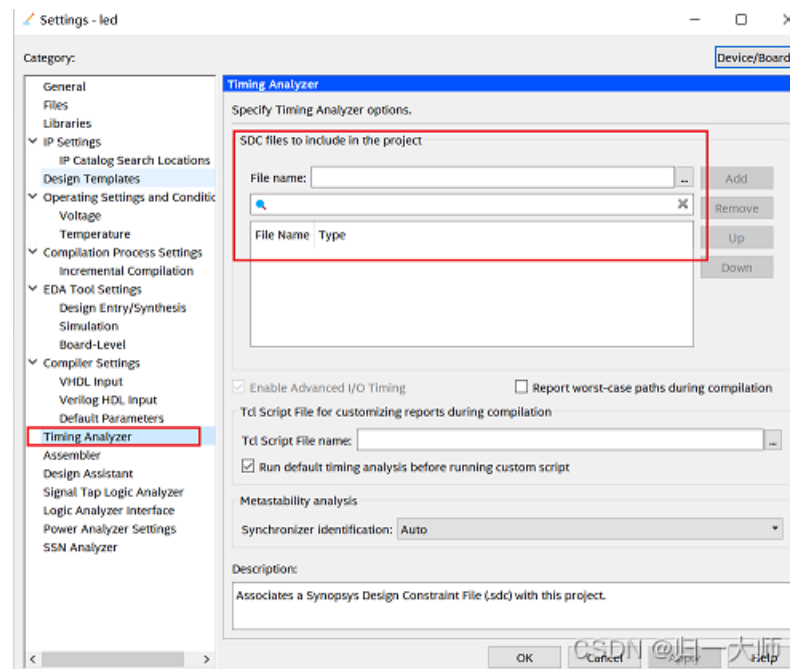 Settings - led
Category:
Device/Board
General
Files
Libraries
IP Settings
IP Catalog Search Locations
Design Templates
Operating Settings and Conditic
Voltage
Temperature
Compilation Process Settings
Incremental Compilation
EDA Tool Settings
Design Entry/Synthesis
Simulation
Board-Level
Compiler Settings
VHDL Input
Verilog HDL Input
Default Parameters
Timing Analyzer
Assembler
Design Assistant
Signal Tap Logic Analyzer
Logic Analyzer Interface
Power Analyzer Settings
SSN Analyzer
Timing Analyzer
Specify Timing Analyzer options.
SDC files to include in the project
File name:
...
Add
Remove
File Name Type
Up
Down
Enable Advanced I/O Timing
Report worst-case paths during compilation
Tcl Script File for customizing reports during compilation
Tcl Script File name:
...
Run default timing analysis before running custom script
Metastability analysis
Synchronizer identification: Auto
Description:
Associates a Synopsys Design Constraint File (.sdc) with this project.
OK Cancel Apply Help
CSDN @归一大师